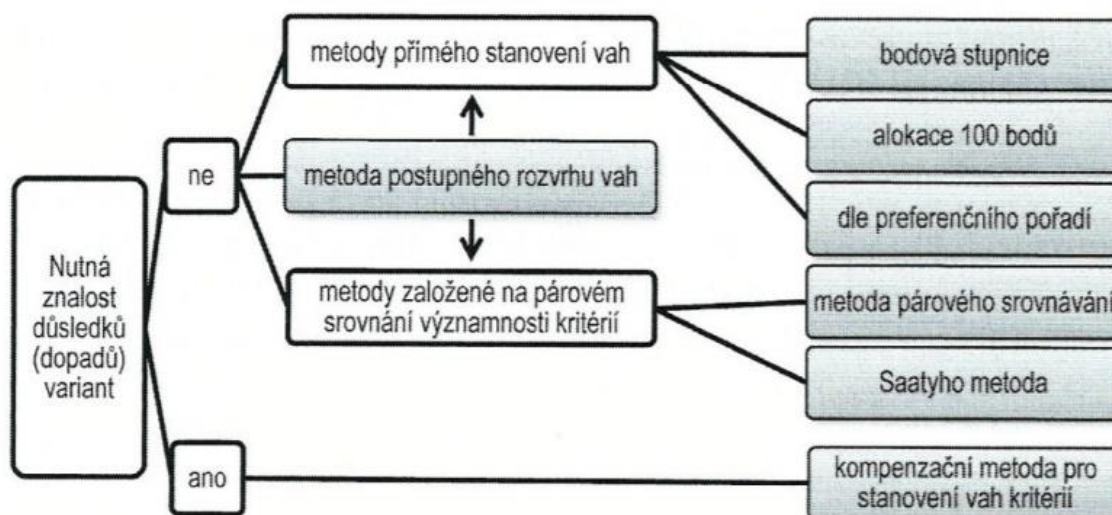 Nutná
znalost
důsledků
(dopadů)
variant
ne
ano
metody přímého stanovení vah
metoda postupného rozvrhu vah
metody založené na párovém
srovnání významnosti kritérií
bodová stupnice
alokace 100 bodů
dle preferenčního pořadí
metoda párového srovnávání
Saatyho metoda
kompenzační metoda pro
stanovení vah kritérií